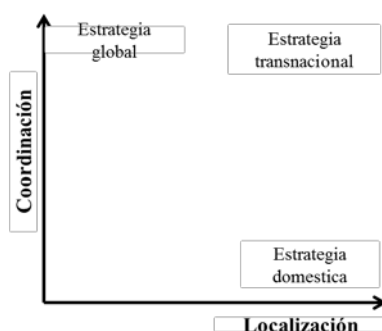 Estrategia
global
Estrategia
transnacional
Coordinación
Estrategia
domestica
Localización